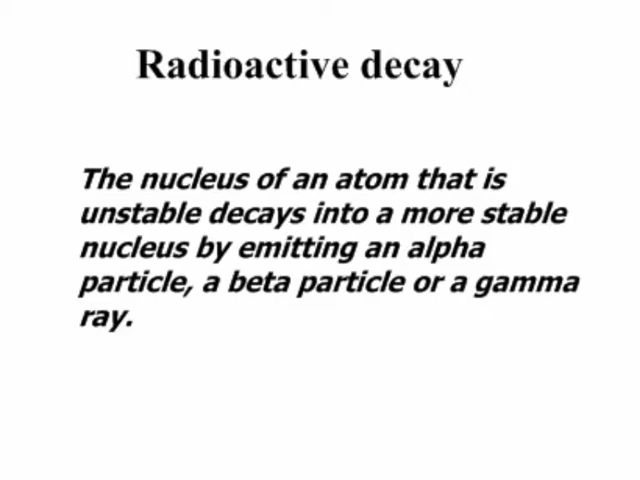 Radioactive decay
The nucleus of an atom that is
unstable decays into a more stable
nucleus by emitting an alpha
particle, a beta particle or a gamma
ray.